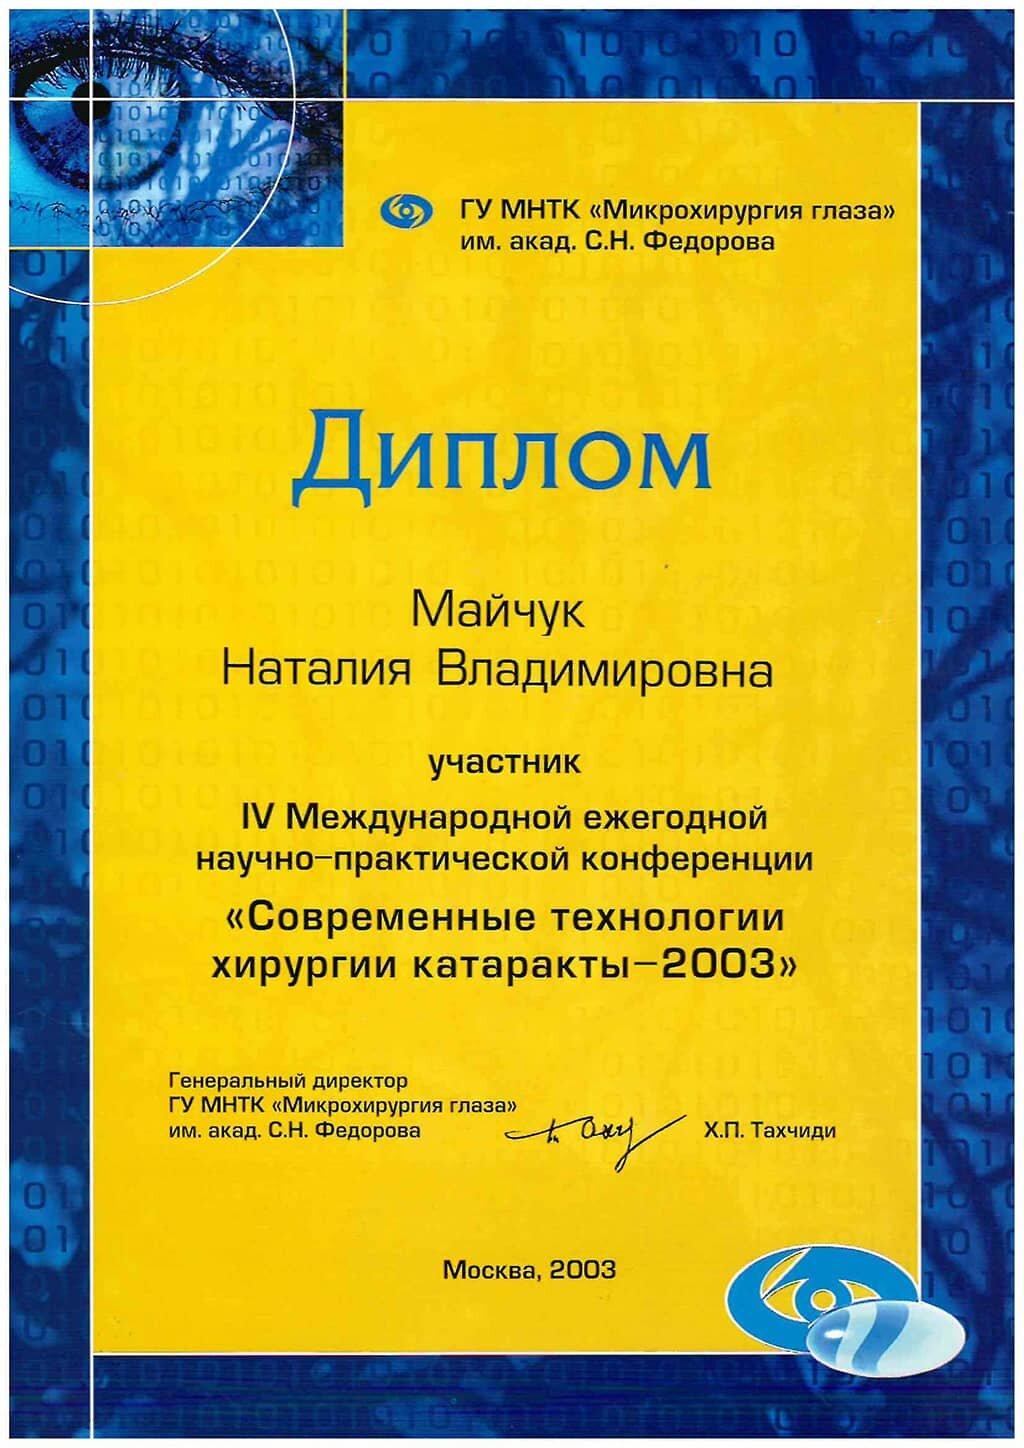 ГУ МНТК «Микрохирургия глаза»
им. акад. С.Н. Федорова
Диплом
Майчук
Наталия Владимировна
участник
IV Международной ежегодной
научно-практической конференции
«Современные технологии
хирургии катаракты-2003»
Генеральный директор
ГУ МНТК «Микрохирургия глаза»
им. акад. С.Н. Федорова
Х.П. Тахчиди
Москва, 2003